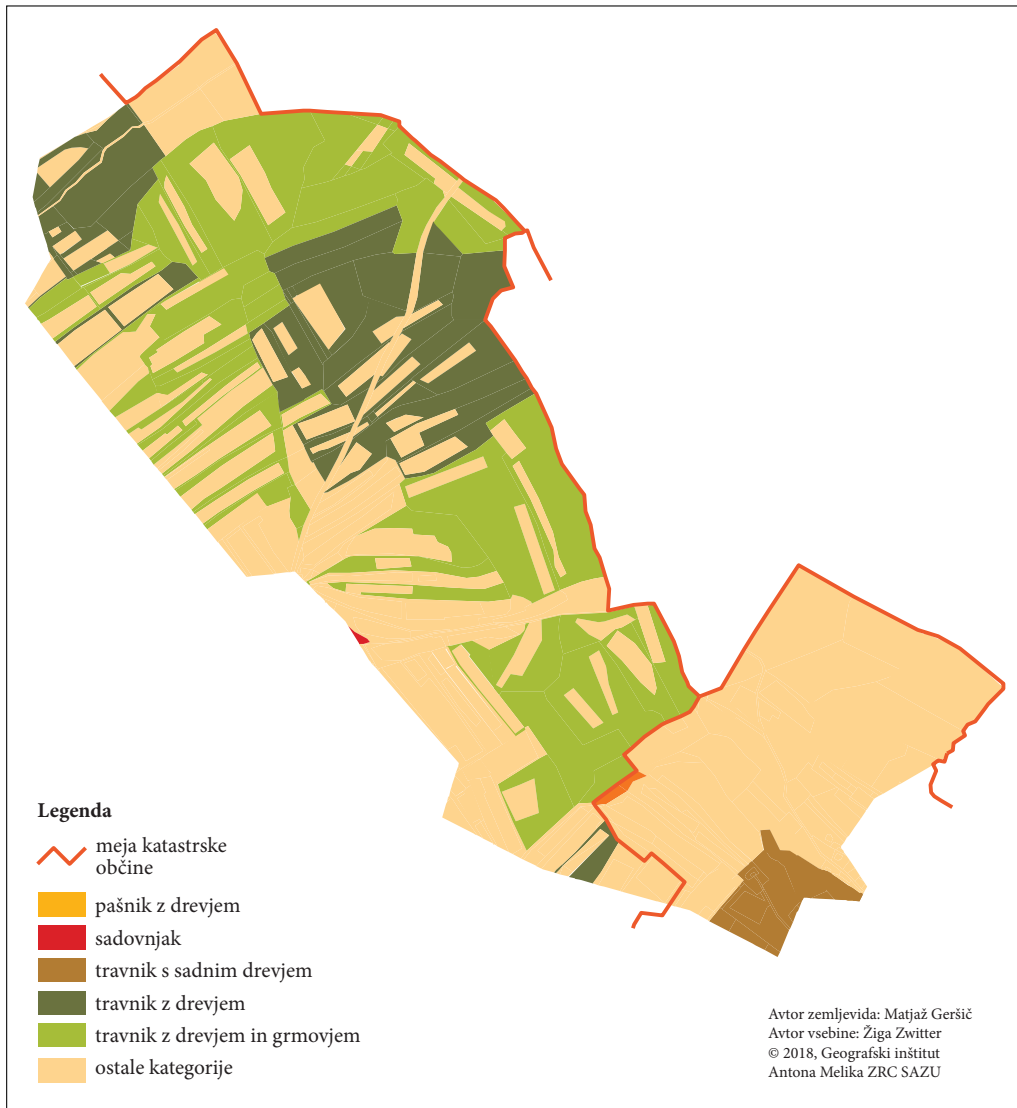 Legenda
meja katastrske
občine
pašnik z drevjem
sadovnjak
travnik s sadnim drevjem
travnik z drevjem
travnik z drevjem in grmovjem
ostale kategorije
Avtor zemljevida: Matjaž Geršič
Avtor vsebine: Žiga Zwitter
© 2018, Geografski inštitut
Antona Melika ZRC SAZU